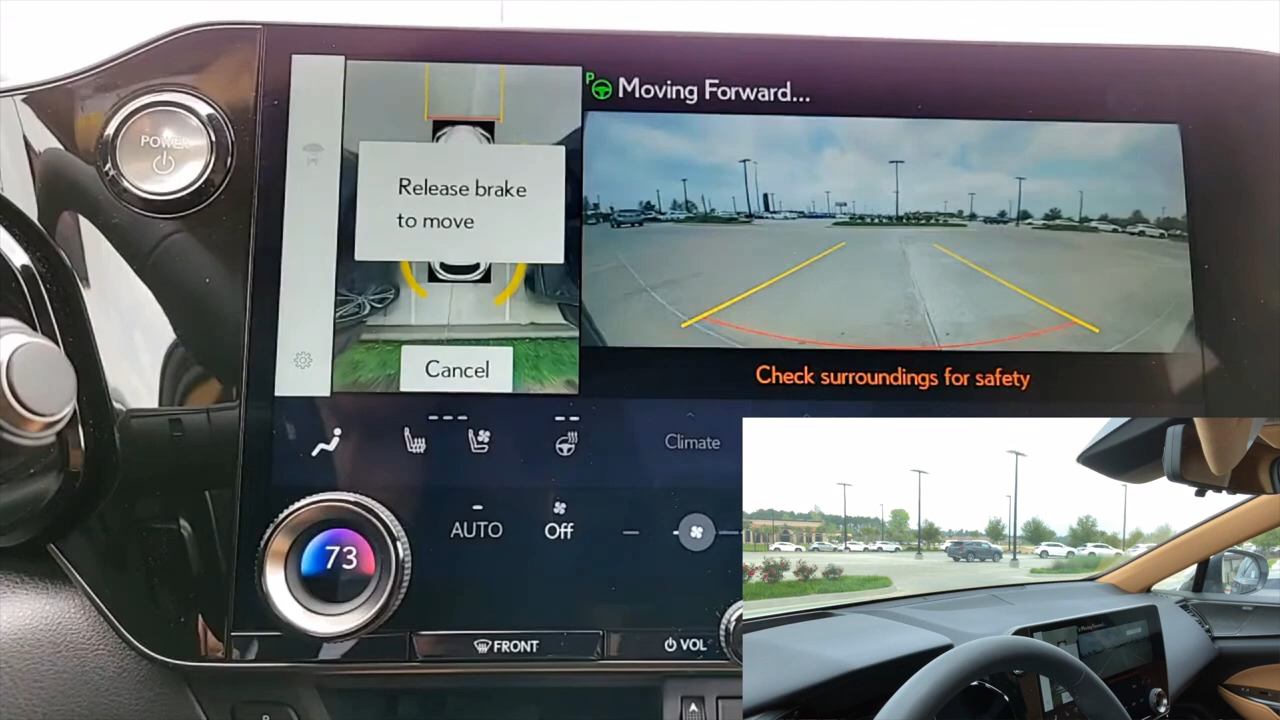 POWER
P
Moving Forward...
Release brake
to move
Cancel
Check surroundings for safety
Climate
AUTO
Off
73
FRONT
VOL